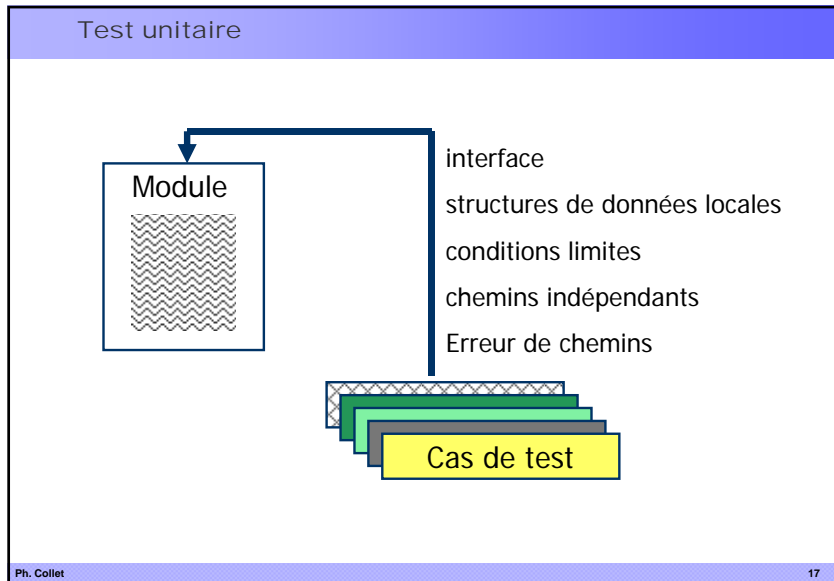 Test unitaire
Module
interface
structures de données locales
conditions limites
chemins indépendants
Erreur de chemins
Cas de test
Ph. Collet
17